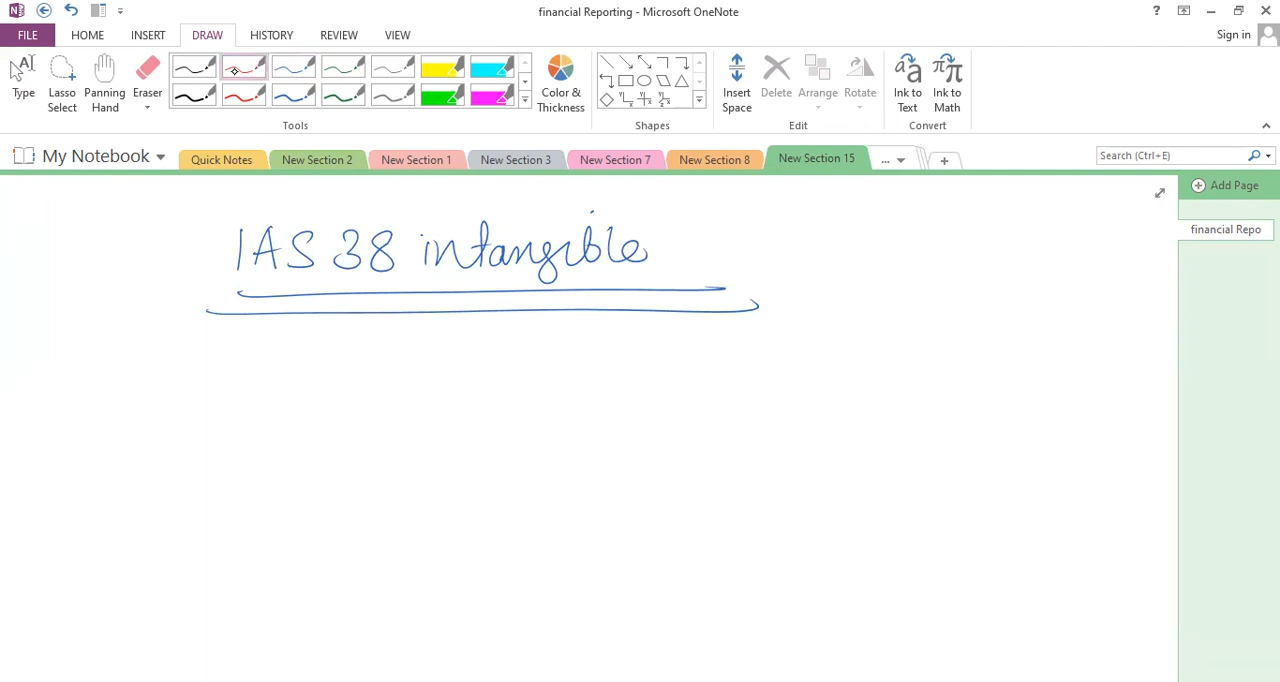 financial Reporting - Microsoft OneNote
?
FILE HOME INSERT DRAW HISTORY REVIEW VIEW
Sign in
Type
Lasso Select
Panning Hand
Eraser
Color & Thickness
Insert Space
Delete
Arrange
Rotate
Ink to Text
Ink to Math
Tools
Shapes
Edit
Convert
My Notebook
Quick Notes
New Section 2
New Section 1
New Section 3
New Section 7
New Section 8
New Section 15
...
Search (Ctrl+E)
Add Page
financial Repo
IAS 38 intangible